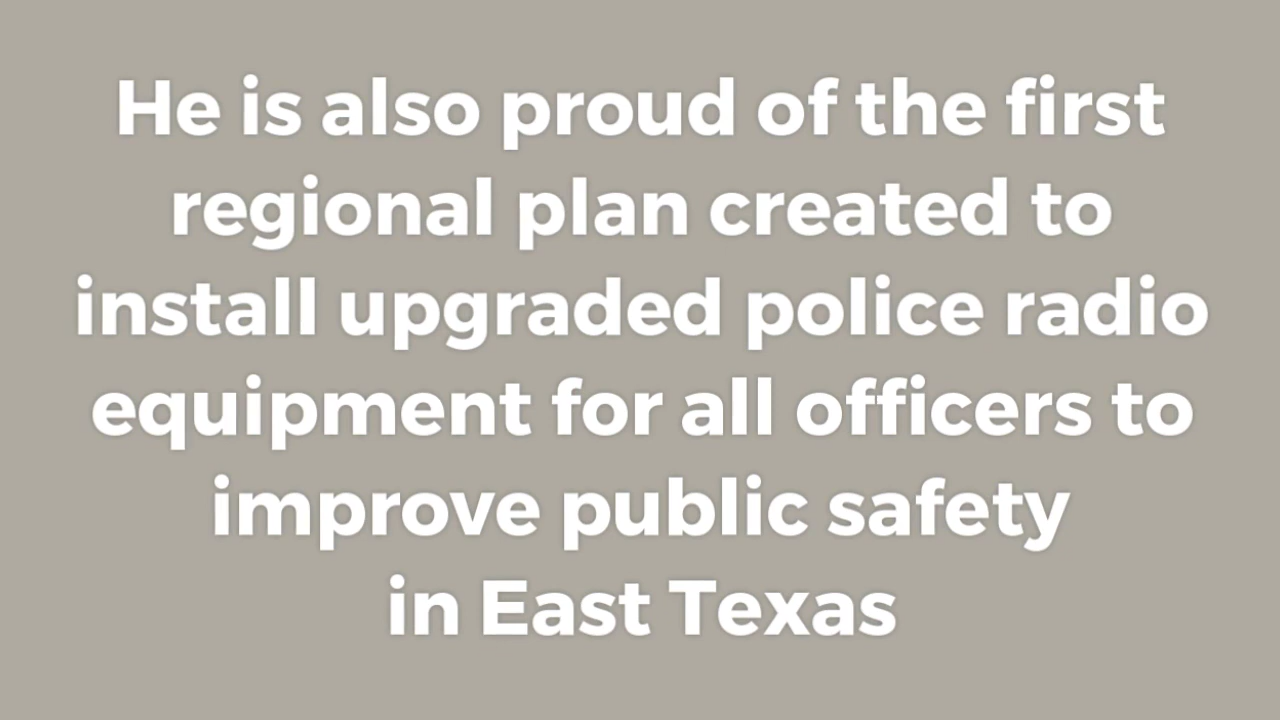 He is also proud of the first
regional plan created to
install upgraded police radio
equipment for all officers to
improve public safety
in East Texas